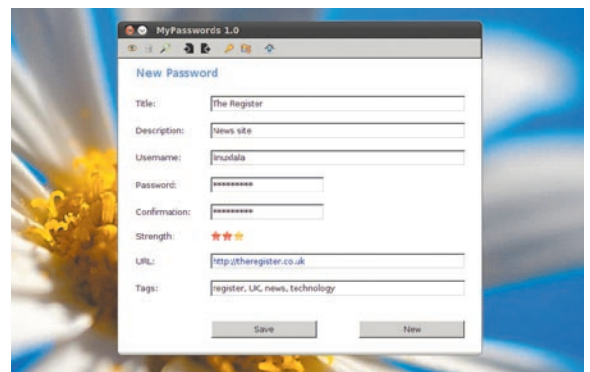 MyPasswords 1.0
New Password
Title: The Register
Description: News site
Username: linuxlala
Password: *********
Confirmation: *********
Strength:
URL: http://theregister.co.uk
Tags: register, UK, news, technology
Save New